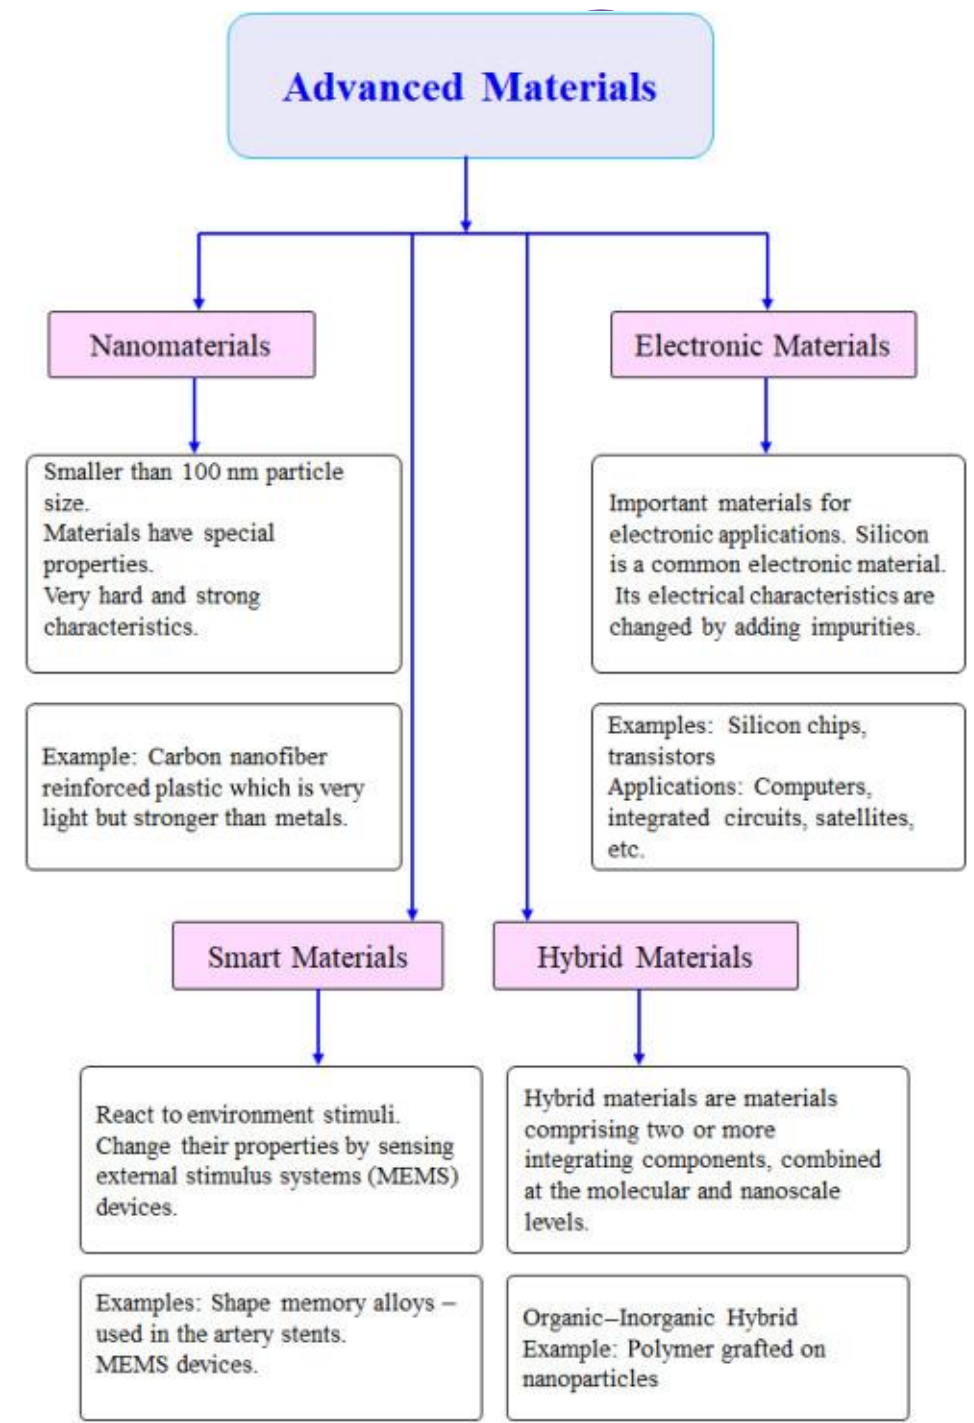 Advanced Materials
Nanomaterials
Electronic Materials
Smaller than 100 nm particle
size.
Materials have special
properties.
Very hard and strong
characteristics.
Important materials for
electronic applications. Silicon
is a common electronic material.
Its electrical characteristics are
changed by adding impurities.
Example: Carbon nanofiber
reinforced plastic which is very
light but stronger than metals.
Examples: Silicon chips,
transistors
Applications: Computers,
integrated circuits, satellites,
etc.
Smart Materials
Hybrid Materials
React to environment stimuli.
Change their properties by sensing
external stimulus systems (MEMS)
devices.
Hybrid materials are materials
comprising two or more
integrating components, combined
at the molecular and nanoscale
levels.
Examples: Shape memory alloys –
used in the artery stents.
MEMS devices.
Organic–Inorganic Hybrid
Example: Polymer grafted on
nanoparticles